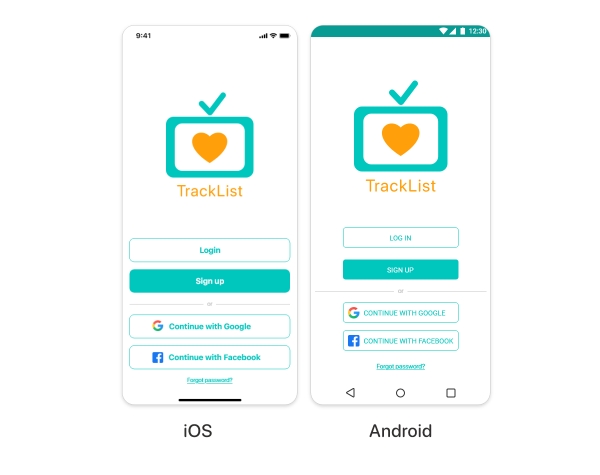 9:41
TrackList
Login
Sign up
or
Continue with Google
Continue with Facebook
Forgot password?
iOS
12:30
TrackList
LOG IN
SIGN UP
or
CONTINUE WITH GOOGLE
CONTINUE WITH FACEBOOK
Forgot password?
Android